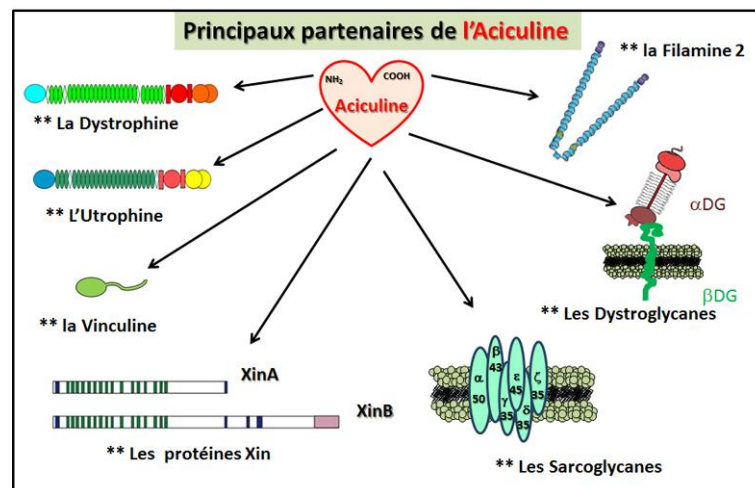 Principaux partenaires de l'Aciculine
NH₂ COOH
Aciculine
** la Filamine 2
** La Dystrophine
** L'Utrophine
αDG
βDG
** Les Dystroglycanes
** la Vinculine
XinA
XinB
** Les protéines Xin
α
50
β
43
γ
35
ε
45
δ
35
ζ
35
** Les Sarcoglycanes